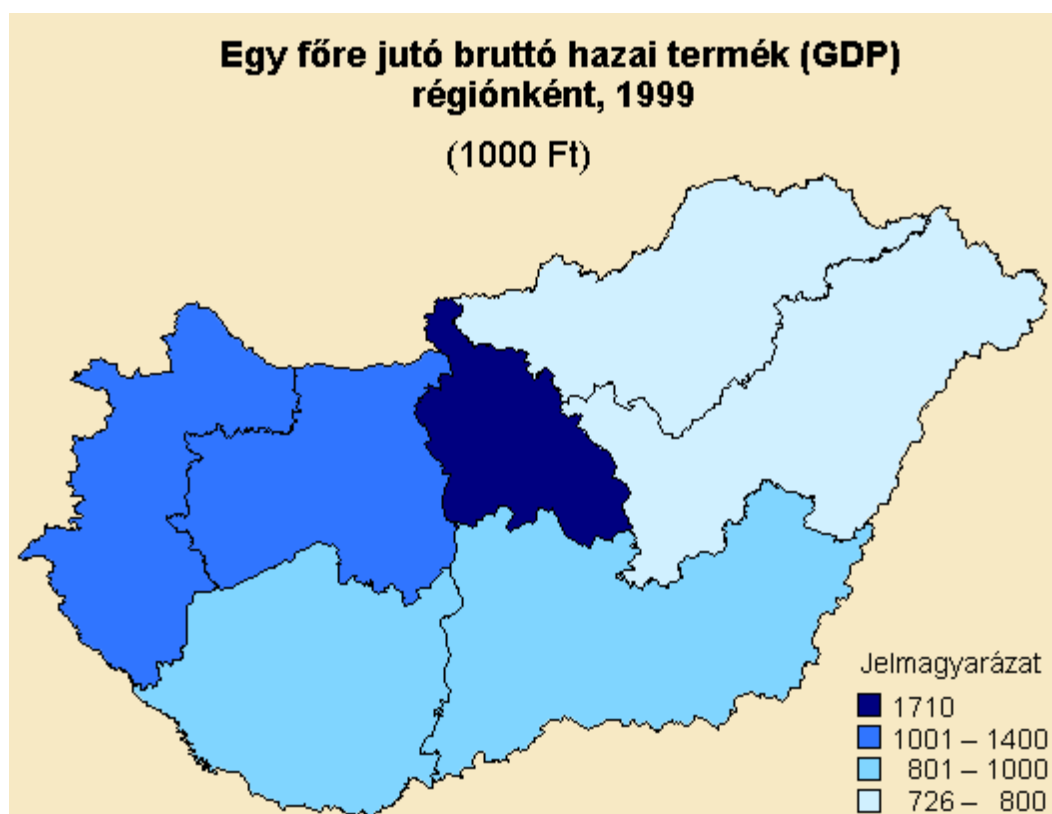 Egy főre jutó bruttó hazai termék (GDP)
régiónként, 1999
(1000 Ft)
Jelmagyarázat
1710
1001 – 1400
801 – 1000
726 – 800